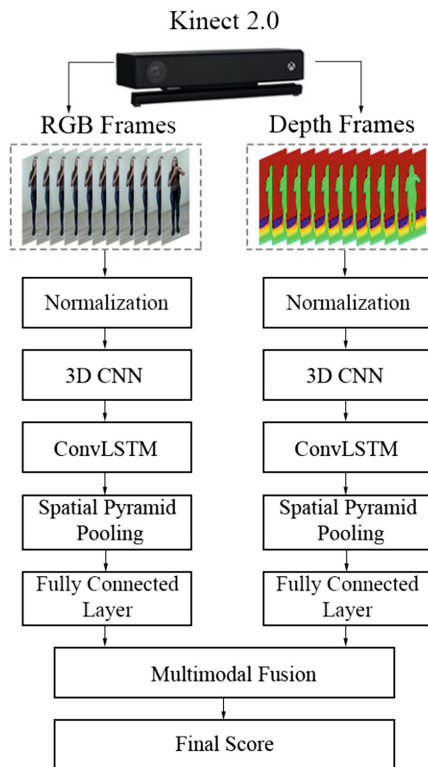 Kinect 2.0
RGB Frames
Depth Frames
Normalization
Normalization
3D CNN
3D CNN
ConvLSTM
ConvLSTM
Spatial Pyramid
Pooling
Spatial Pyramid
Pooling
Fully Connected
Layer
Fully Connected
Layer
Multimodal Fusion
Final Score